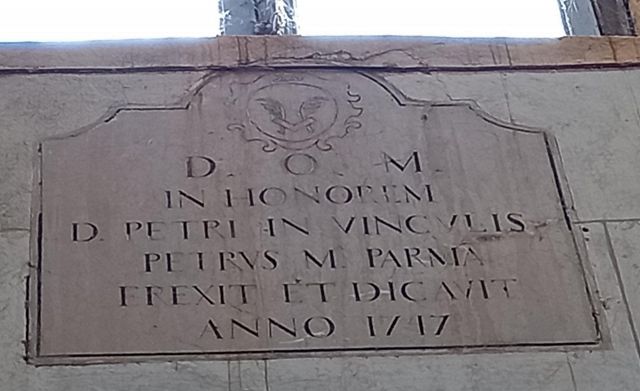 D. O. M.
IN HONOREM
D. PETRI IN VINCVLIS
PETRVS M. PARMA
EREXIT ET DICAVIT
ANNO 1717